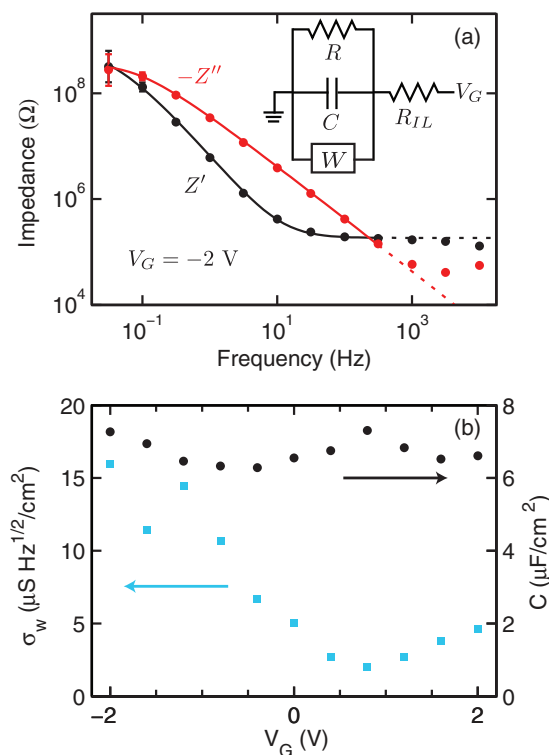 (a)
R
−Z″
C
R_IL
V_G
W
Z′
V_G = −2 V
Impedance (Ω)
10^8
10^6
10^4
10^−1 10^1 10^3
Frequency (Hz)
(b)
20
15
10
5
0
σ_w (μS Hz^1/2/cm^2)
8
6
4
2
0
C (μF/cm^2)
−2 −1 0 1 2
V_G (V)